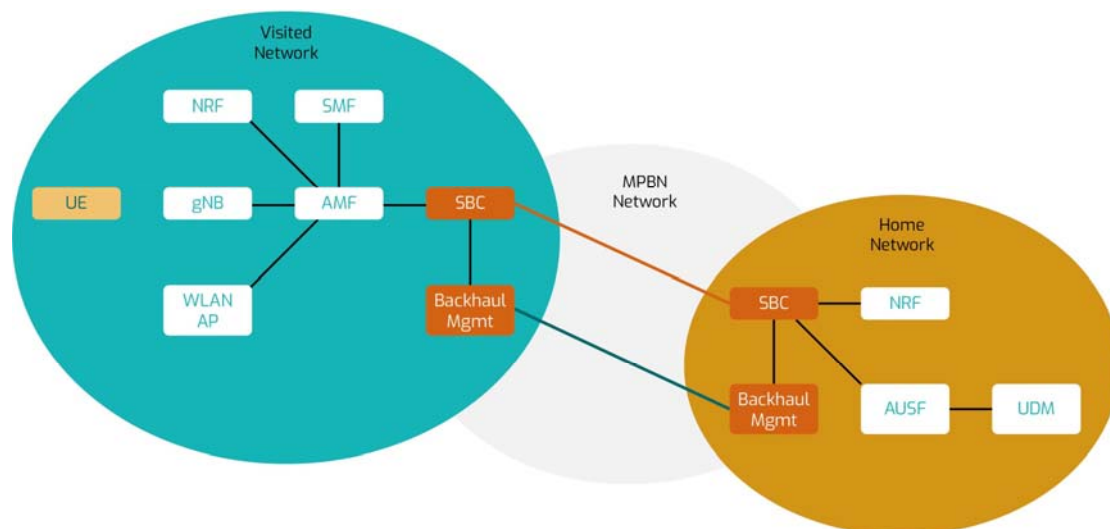 Visited
Network
NRF
SMF
UE
gNB
AMF
SBC
WLAN
AP
Backhaul
Mgmt
MPBN
Network
Home
Network
SBC
NRF
Backhaul
Mgmt
AUSF
UDM